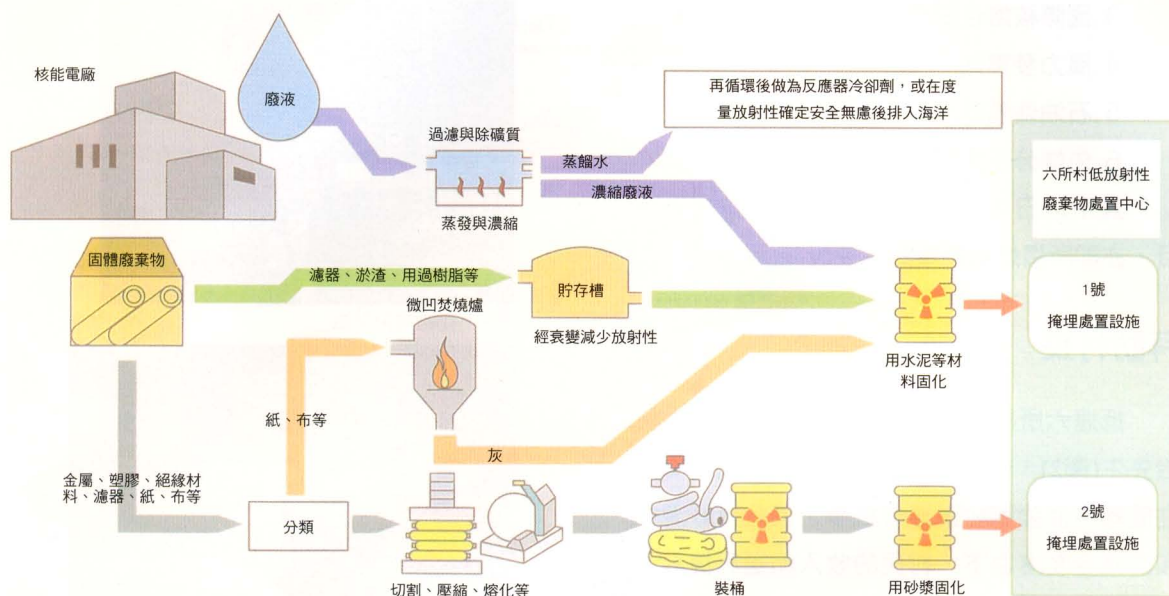 核能電廠
廢液
過濾與除礦質
蒸發與濃縮
蒸餾水
濃縮廢液
再循環後做為反應器冷卻劑，或在度
量放射性確定安全無慮後排入海洋
六所村低放射性
廢棄物處置中心
固體廢棄物
濾器、淤渣、用過樹脂等
貯存槽
經衰變減少放射性
用水泥等材
料固化
1號
掩埋處置設施
微凹焚燒爐
紙、布等
灰
金屬、塑膠、絕緣材
料、濾器、紙、布等
分類
切割、壓縮、熔化等
裝桶
用砂漿固化
2號
掩埋處置設施